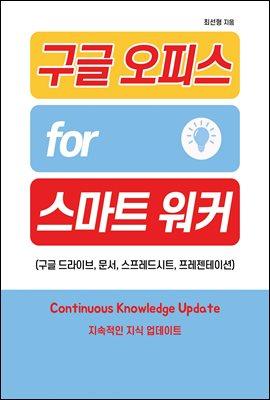 최선형 지음
구글 오피스
for
스마트 워커
(구글 드라이브, 문서, 스프레드시트, 프레젠테이션)
Continuous Knowledge Update
지속적인 지식 업데이트